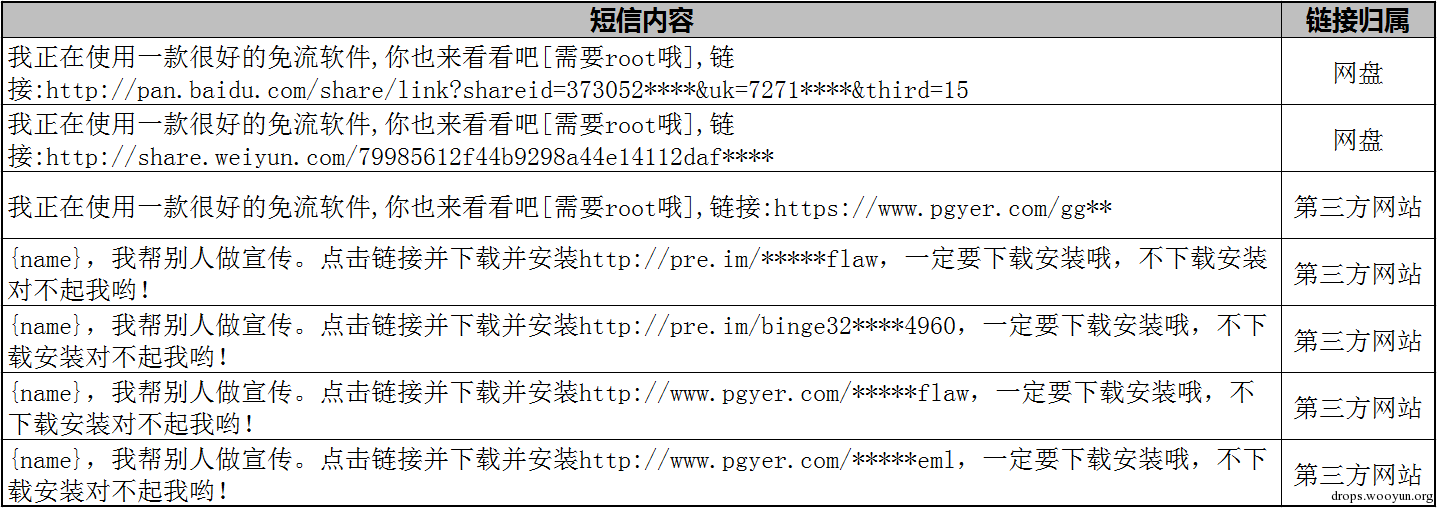 短信内容 链接归属
我正在使用一款很好的免流软件,你也来看看吧[需要root哦],链
接:http://pan.baidu.com/share/link?shareid=373052****&uk=7271****&third=15
网盘
我正在使用一款很好的免流软件,你也来看看吧[需要root哦],链
接:http://share.weiyun.com/79985612f44b9298a44e14112daf****
网盘
我正在使用一款很好的免流软件,你也来看看吧[需要root哦],链接:https://www.pgyer.com/gg**
第三方网站
{name}，我帮别人做宣传。点击链接并下载并安装http://pre.im/*****flaw，一定要下载安装哦，不下载安装
对不起我哟！
第三方网站
{name}，我帮别人做宣传。点击链接并下载并安装http://pre.im/binge32****4960，一定要下载安装哦，不下
载安装对不起我哟！
第三方网站
{name}，我帮别人做宣传。点击链接并下载并安装http://www.pgyer.com/*****flaw，一定要下载安装哦，不
下载安装对不起我哟！
第三方网站
{name}，我帮别人做宣传。点击链接并下载并安装http://www.pgyer.com/*****eml，一定要下载安装哦，不下
载安装对不起我哟！
第三方网站
drops.wooyun.org